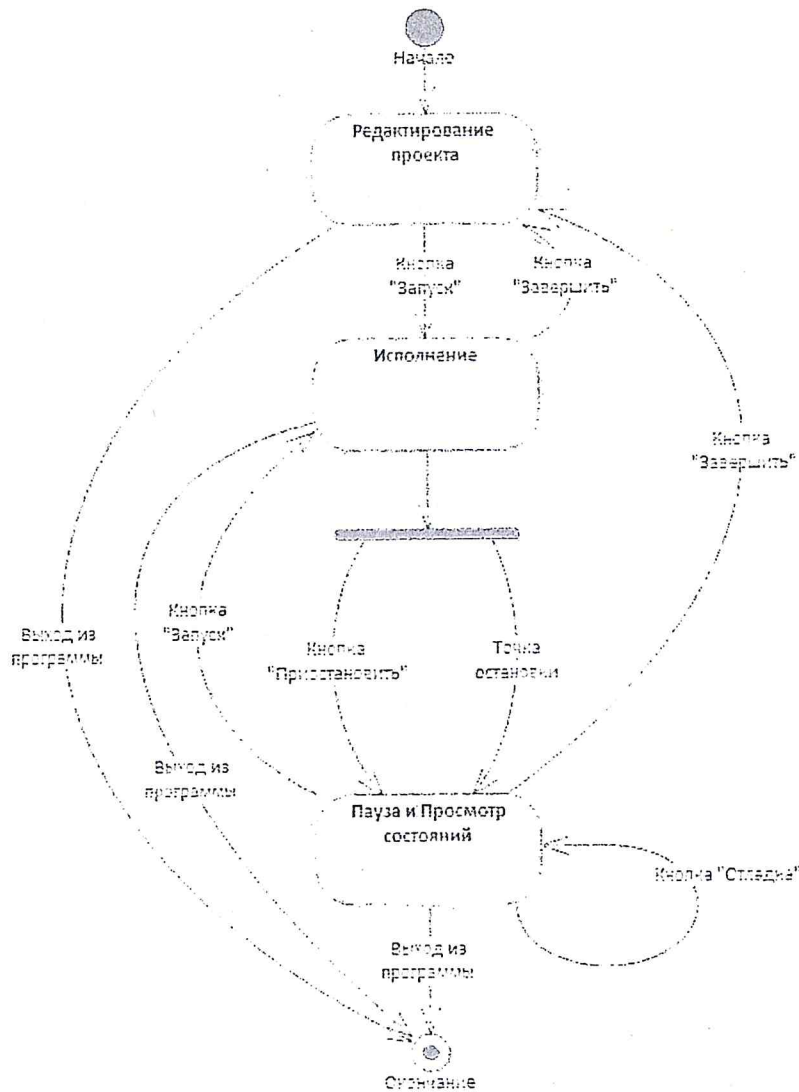 Начало
Редактирование
проекта
Кнопка
"Запуск"
Кнопка
"Завершить"
Исполнение
Кнопка
"Завершить"
Кнопка
"Запуск"
Выход из
программы
Кнопка
"Приостановить"
Точка
остановки
Выход из
программы
Пауза и Просмотр
состояний
Кнопка "Отладка"
Выход из
программы
Окончание